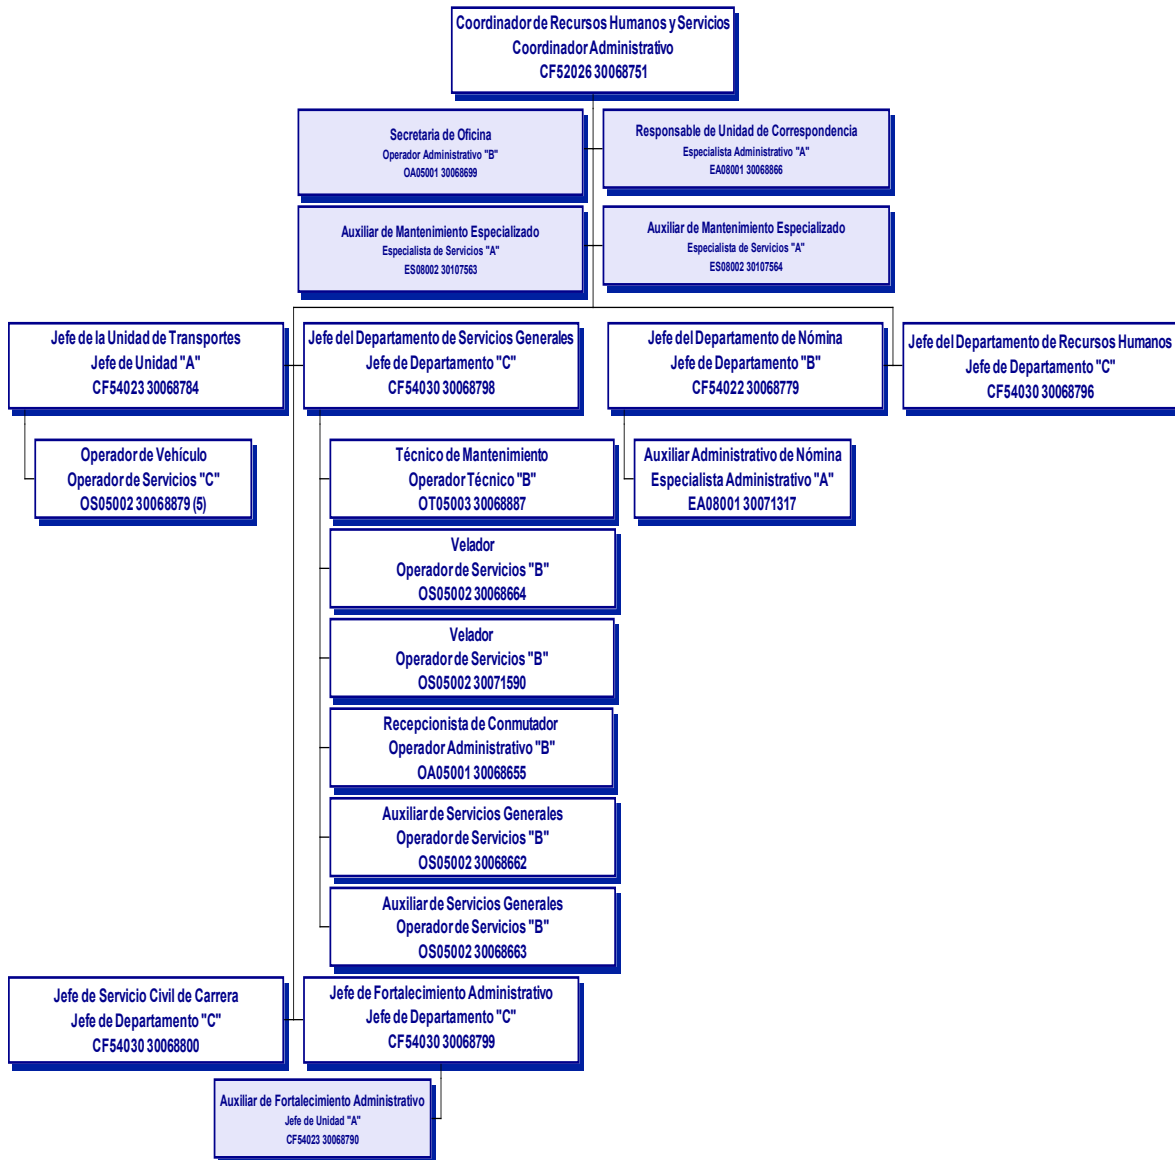 Coordinador de Recursos Humanos y Servicios
Coordinador Administrativo
CF52026 30068751
Secretaria de Oficina
Operador Administrativo "B"
OA05001 30068699
Responsable de Unidad de Correspondencia
Especialista Administrativo "A"
EA08001 30068866
Auxiliar de Mantenimiento Especializado
Especialista de Servicios "A"
ES08002 30107563
Auxiliar de Mantenimiento Especializado
Especialista de Servicios "A"
ES08002 30107564
Jefe de la Unidad de Transportes
Jefe de Unidad "A"
CF54023 30068784
Jefe del Departamento de Servicios Generales
Jefe de Departamento "C"
CF54030 30068798
Jefe del Departamento de Nómina
Jefe de Departamento "B"
CF54022 30068779
Jefe del Departamento de Recursos Humanos
Jefe de Departamento "C"
CF54030 30068796
Operador de Vehículo
Operador de Servicios "C"
OS05002 30068879 (5)
Técnico de Mantenimiento
Operador Técnico "B"
OT05003 30068887
Auxiliar Administrativo de Nómina
Especialista Administrativo "A"
EA08001 30071317
Velador
Operador de Servicios "B"
OS05002 30068664
Velador
Operador de Servicios "B"
OS05002 30071590
Recepcionista de Conmutador
Operador Administrativo "B"
OA05001 30068655
Auxiliar de Servicios Generales
Operador de Servicios "B"
OS05002 30068662
Auxiliar de Servicios Generales
Operador de Servicios "B"
OS05002 30068663
Jefe de Servicio Civil de Carrera
Jefe de Departamento "C"
CF54030 30068800
Jefe de Fortalecimiento Administrativo
Jefe de Departamento "C"
CF54030 30068799
Auxiliar de Fortalecimiento Administrativo
Jefe de Unidad "A"
CF54023 30068790